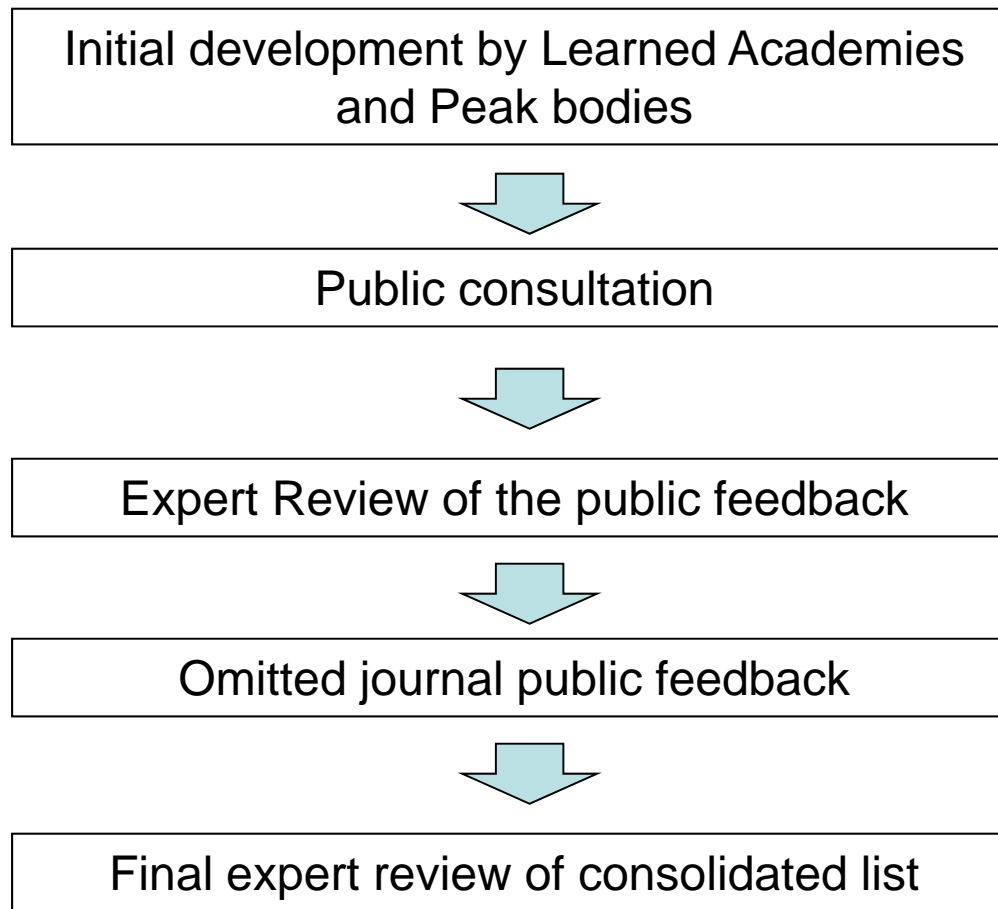 Initial development by Learned Academies
and Peak bodies
Public consultation
Expert Review of the public feedback
Omitted journal public feedback
Final expert review of consolidated list